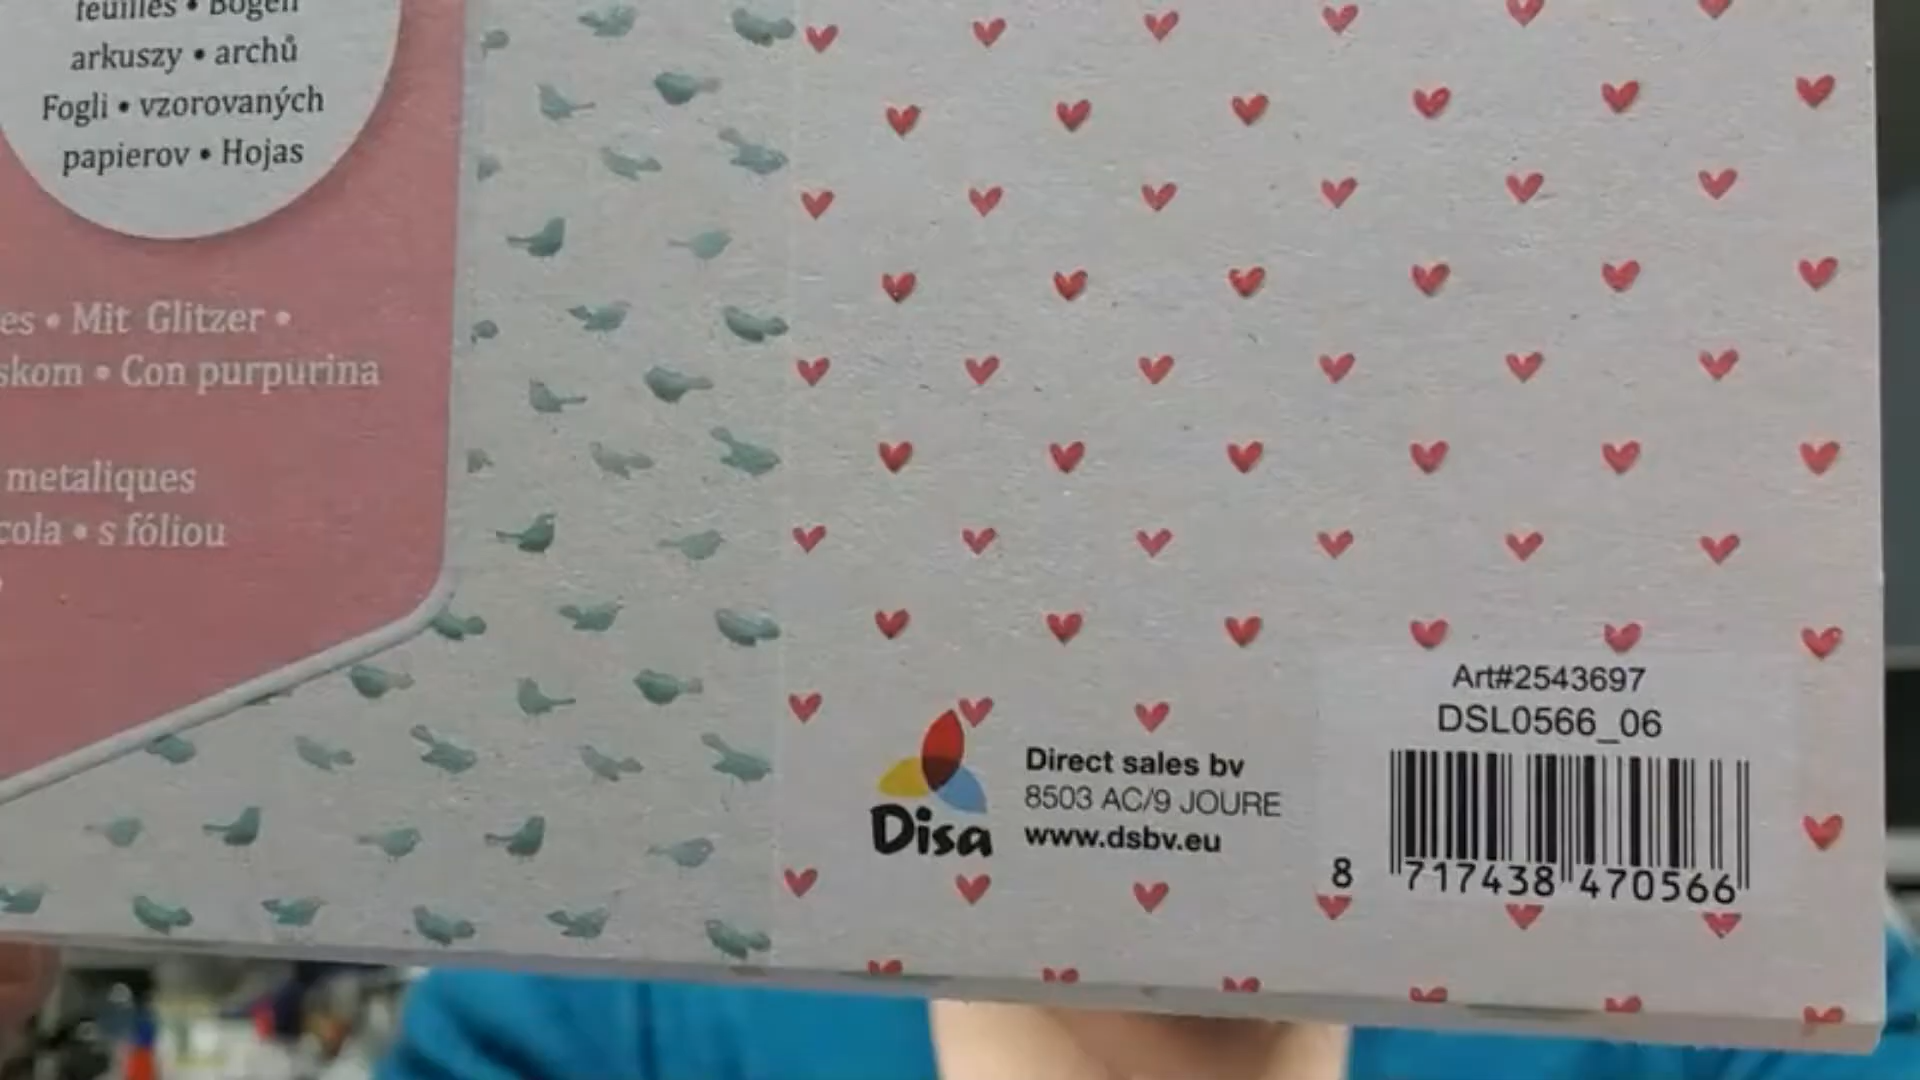 feuilles • Bogen
arkuszy • archů
Fogli • vzorovaných
papierov • Hojas
es • Mit Glitzer •
skom • Con purpurina
metaliques
cola • s fóliou
Disa
Direct sales bv
8503 AC/9 JOURE
www.dsbv.eu
Art#2543697
DSL0566_06
8 717438 470566